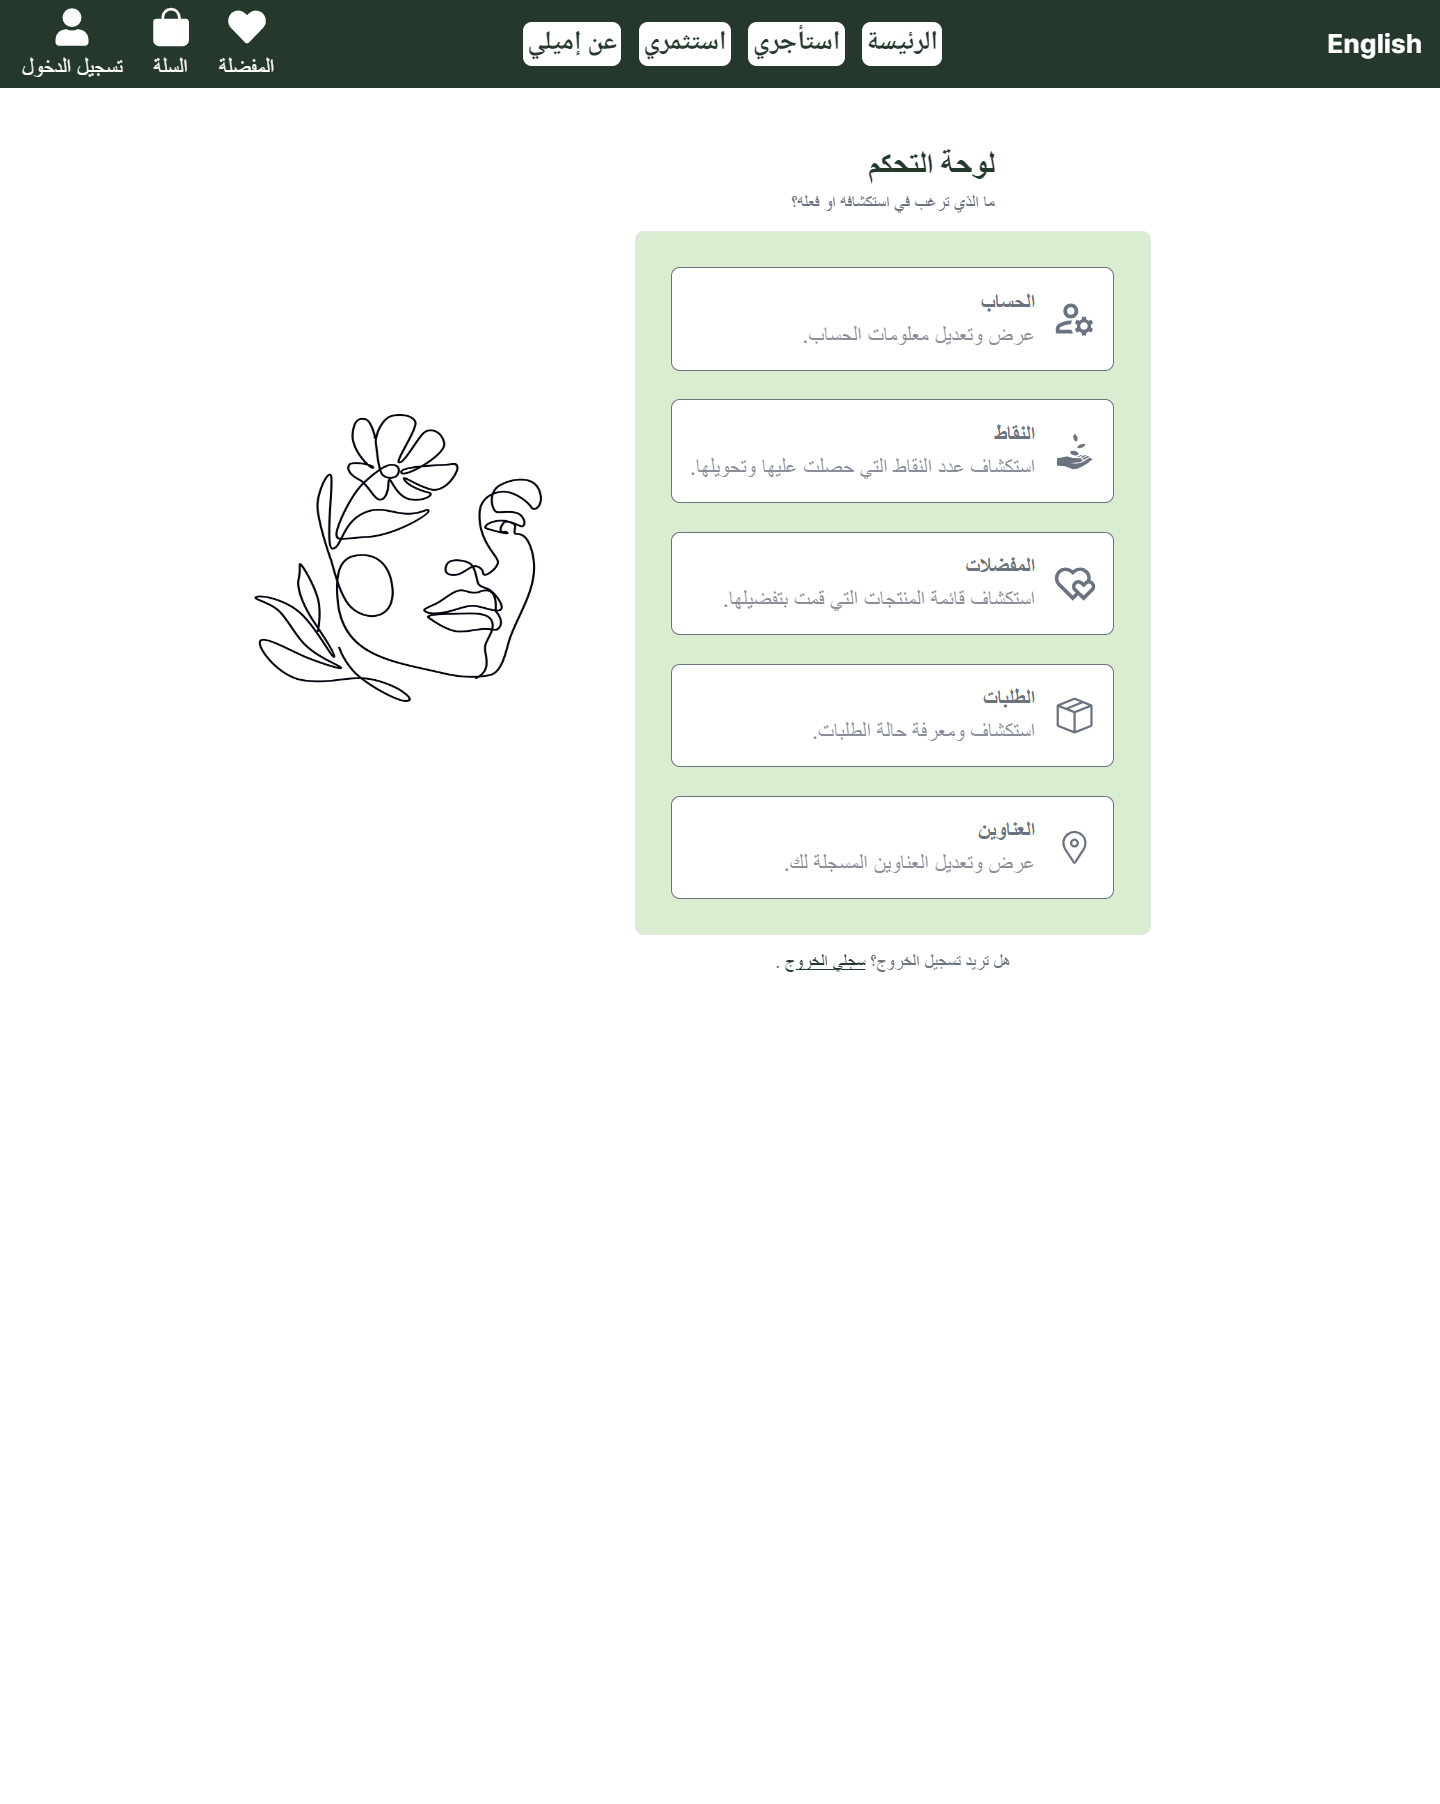 English
الرئيسة
استأجري
استثمري
عن إميلي
المفضلة
السلة
تسجيل الدخول
لوحة التحكم
ما الذي ترغب في استكشافه او فعله؟
الحساب
عرض وتعديل معلومات الحساب.
النقاط
استكشاف عدد النقاط التي حصلت عليها وتحويلها.
المفضلات
استكشاف قائمة المنتجات التي قمت بتفضيلها.
الطلبات
استكشاف ومعرفة حالة الطلبات.
العناوين
عرض وتعديل العناوين المسجلة لك.
هل تريد تسجيل الخروج؟ سجلي الخروج .